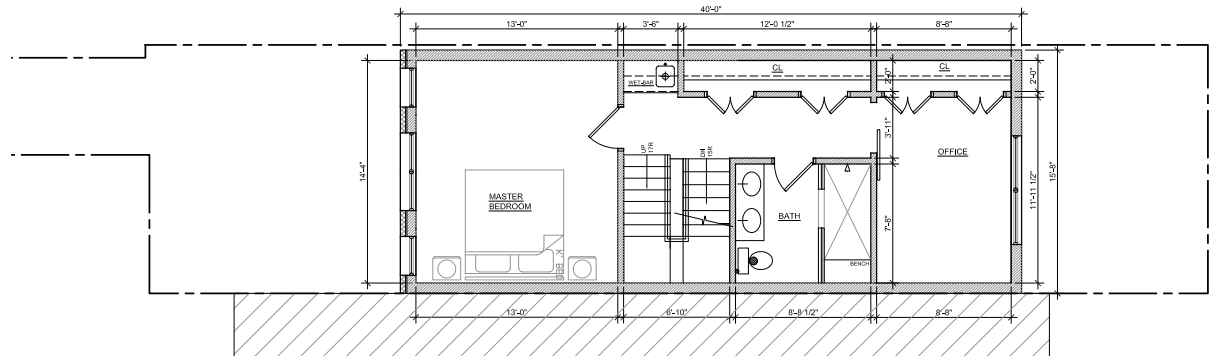 40'-0"
13'-0"
3'-6"
12'-0 1/2"
8'-8"
CL
CL
WET-BAR
2'-0"
2'-0"
3'-11"
UP
17R
DN
15R
OFFICE
14'-4"
15'-8"
11'-11 1/2"
MASTER
BEDROOM
BATH
7'-8"
K' BED
BENCH
13'-0"
6'-10"
8'-8 1/2"
8'-8"